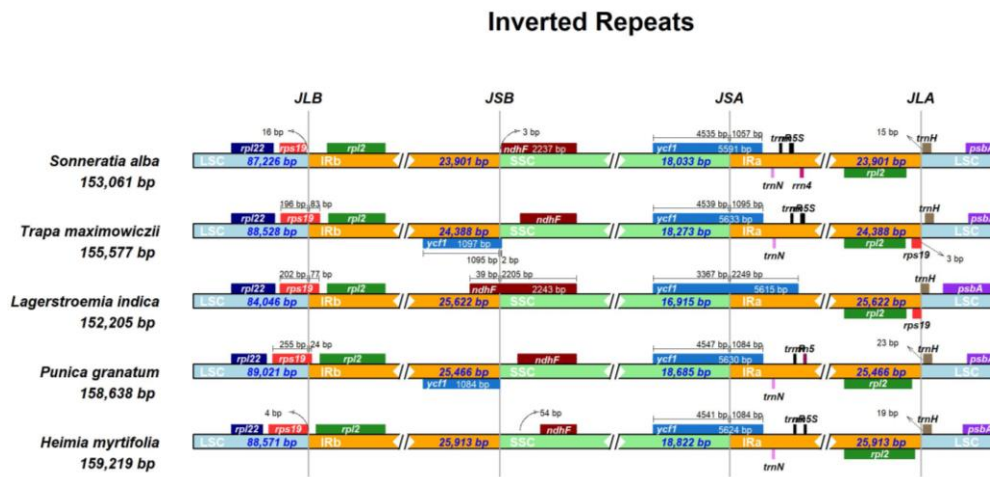 Inverted Repeats
JLB JSB JSA JLA
16 bp 3 bp 4535 bp 1057 bp trnR 5S 15 bp trnH
rpl22 rps19 rpl2 ndhF 2237 bp ycf1 5591 bp psbA
Sonneratia alba LSC 87,226 bp IRb 23,901 bp SSC 18,033 bp IRa 23,901 bp LSC
153,061 bp trnN rrn4 rpl2
196 bp 83 bp 4539 bp 1095 bp trnrrn5S trnH
rpl22 rps19 rpl2 ndhF ycf1 5633 bp psbA
Trapa maximowiczii LSC 88,528 bp IRb 24,388 bp SSC 18,273 bp IRa 24,388 bp LSC
155,577 bp ycf1 1097 bp trnN rpl2 rps19
1095 bp 2 bp 3 bp
202 bp 77 bp 39 bp 2205 bp 3367 bp 2249 bp trnH
rpl22 rps19 rpl2 ndhF 2243 bp ycf1 5615 bp psbA
Lagerstroemia indica LSC 84,046 bp IRb 25,622 bp SSC 16,915 bp IRa 25,622 bp LSC
152,205 bp rpl2 rps19
255 bp 24 bp 4547 bp 1084 bp 23 bp trnH
rpl22 rps19 rpl2 ndhF ycf1 5630 bp psbA
Punica granatum LSC 89,021 bp IRb 25,466 bp SSC 18,685 bp IRa 25,466 bp LSC
158,638 bp ycf1 1084 bp trnN rpl2
4 bp 54 bp 4541 bp 1084 bp 19 bp trnH
rpl22 rps19 rpl2 ndhF ycf1 5624 bp psbA
Heimia myrtifolia LSC 88,571 bp IRb 25,913 bp SSC 18,822 bp IRa 25,913 bp LSC
159,219 bp trnN rpl2